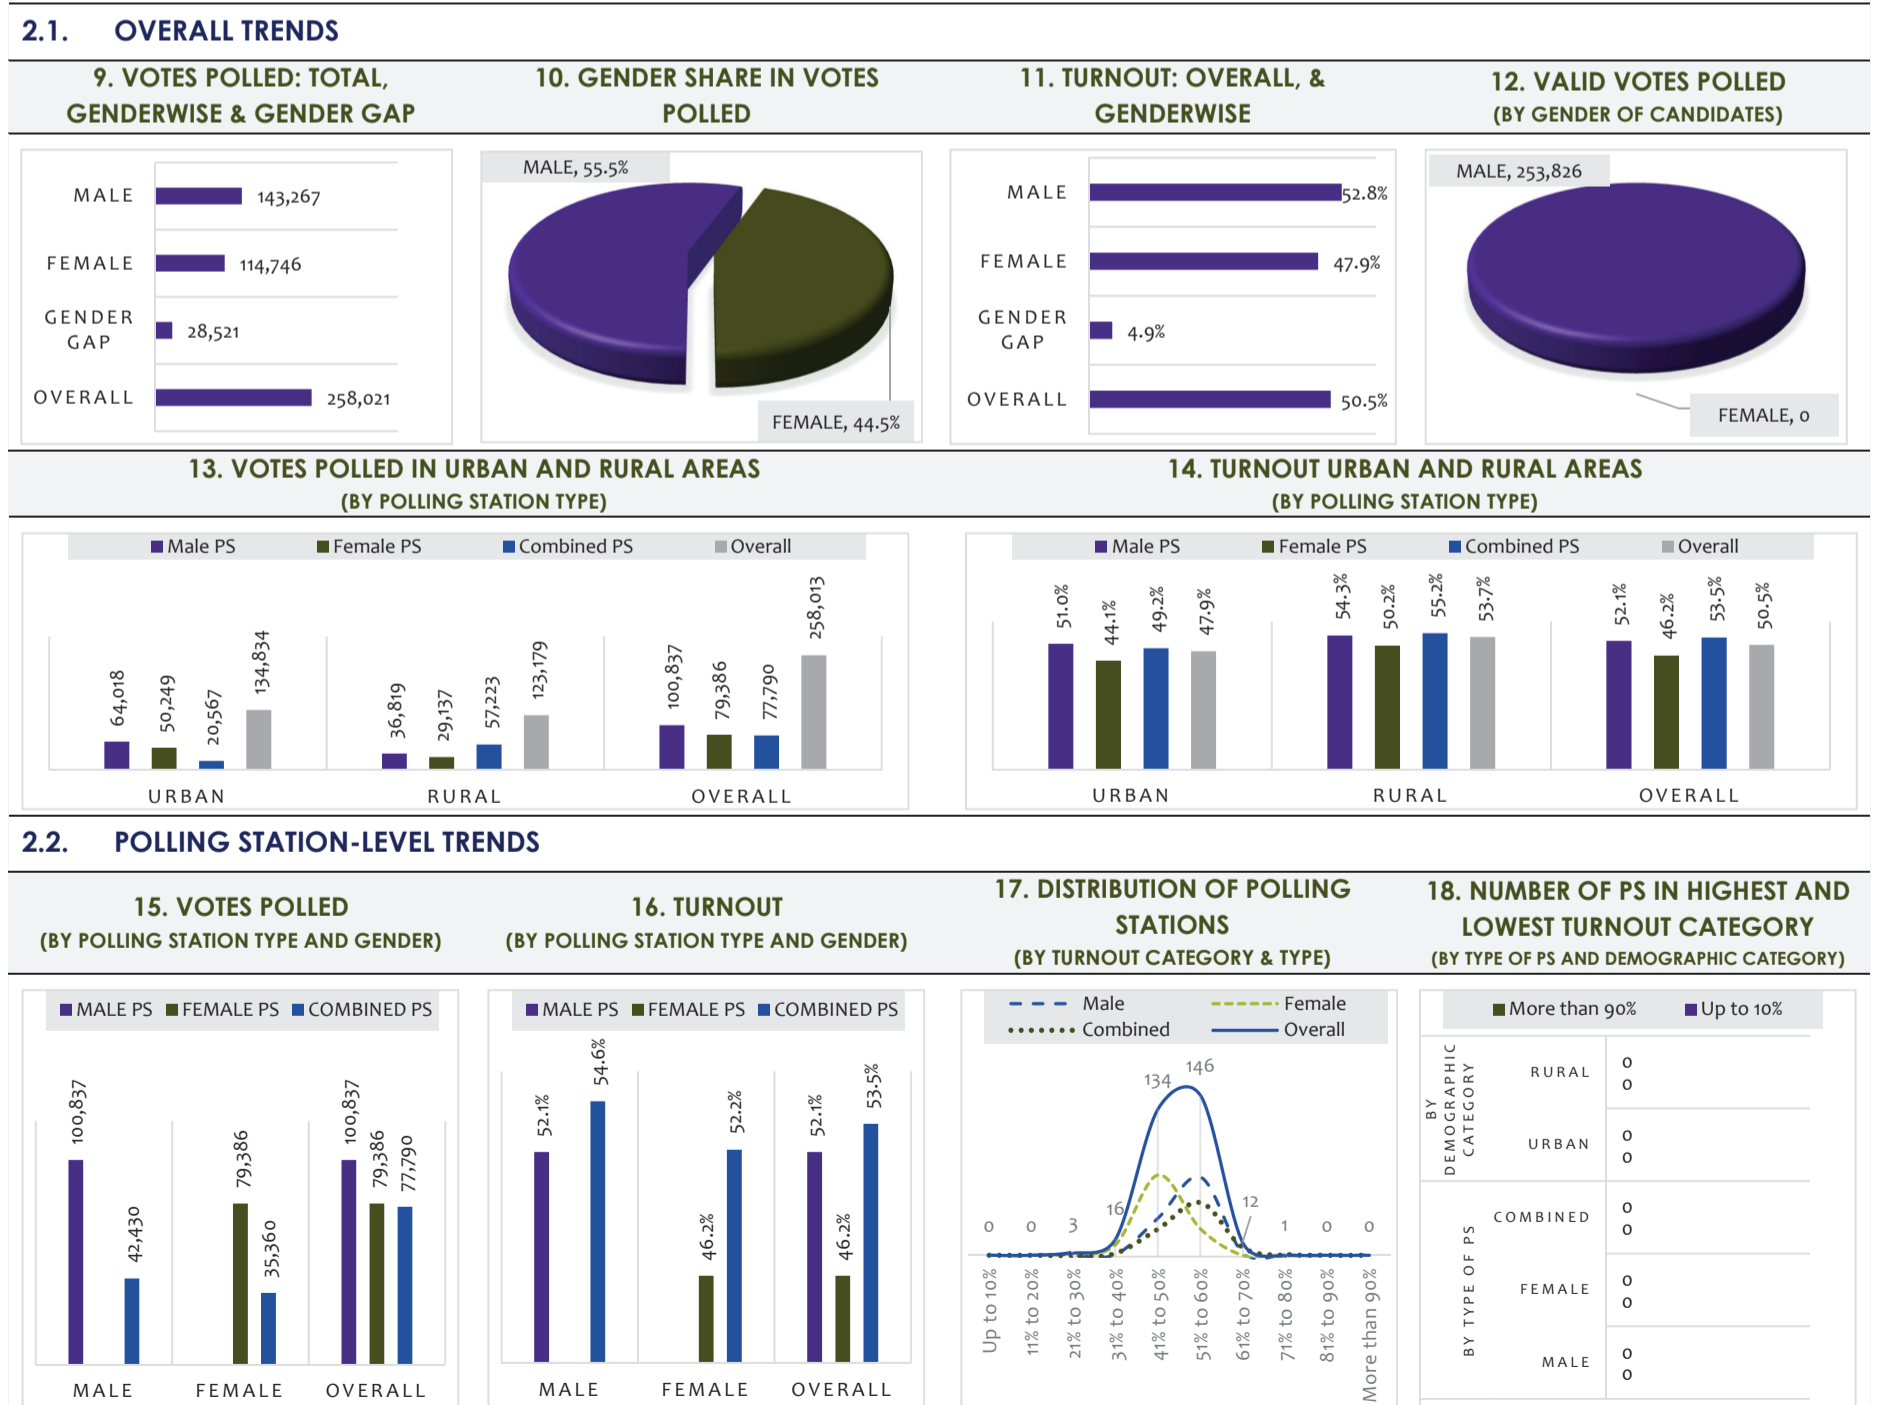 2.1. OVERALL TRENDS
9. VOTES POLLED: TOTAL,
GENDERWISE & GENDER GAP
10. GENDER SHARE IN VOTES
POLLED
11. TURNOUT: OVERALL, &
GENDERWISE
12. VALID VOTES POLLED
(BY GENDER OF CANDIDATES)
MALE
143,267
FEMALE
114,746
GENDER
GAP
28,521
OVERALL
258,021
MALE, 55.5%
FEMALE, 44.5%
MALE
52.8%
FEMALE
47.9%
GENDER
GAP
4.9%
OVERALL
50.5%
MALE, 253,826
FEMALE, 0
13. VOTES POLLED IN URBAN AND RURAL AREAS
(BY POLLING STATION TYPE)
14. TURNOUT URBAN AND RURAL AREAS
(BY POLLING STATION TYPE)
Male PS Female PS Combined PS Overall
64,018
50,249
20,567
134,834
36,819
29,137
57,223
123,179
100,837
79,386
77,790
258,013
URBAN RURAL OVERALL
Male PS Female PS Combined PS Overall
51.0%
44.1%
49.2%
47.9%
54.3%
50.2%
55.2%
53.7%
52.1%
46.2%
53.5%
50.5%
URBAN RURAL OVERALL
2.2. POLLING STATION-LEVEL TRENDS
15. VOTES POLLED
(BY POLLING STATION TYPE AND GENDER)
16. TURNOUT
(BY POLLING STATION TYPE AND GENDER)
17. DISTRIBUTION OF POLLING
STATIONS
(BY TURNOUT CATEGORY & TYPE)
18. NUMBER OF PS IN HIGHEST AND
LOWEST TURNOUT CATEGORY
(BY TYPE OF PS AND DEMOGRAPHIC CATEGORY)
MALE PS FEMALE PS COMBINED PS
100,837
42,430
79,386
35,360
100,837
79,386
77,790
MALE FEMALE OVERALL
MALE PS FEMALE PS COMBINED PS
52.1%
54.6%
46.2%
52.2%
52.1%
46.2%
53.5%
MALE FEMALE OVERALL
Male Female
Combined Overall
0 0 3 16 134 146 12 1 0 0
Up to 10%
11% to 20%
21% to 30%
31% to 40%
41% to 50%
51% to 60%
61% to 70%
71% to 80%
81% to 90%
More than 90%
More than 90% Up to 10%
BY
DEMOGRAPHIC
CATEGORY
RURAL
0
0
URBAN
0
0
BY TYPE OF PS
COMBINED
0
0
FEMALE
0
0
MALE
0
0